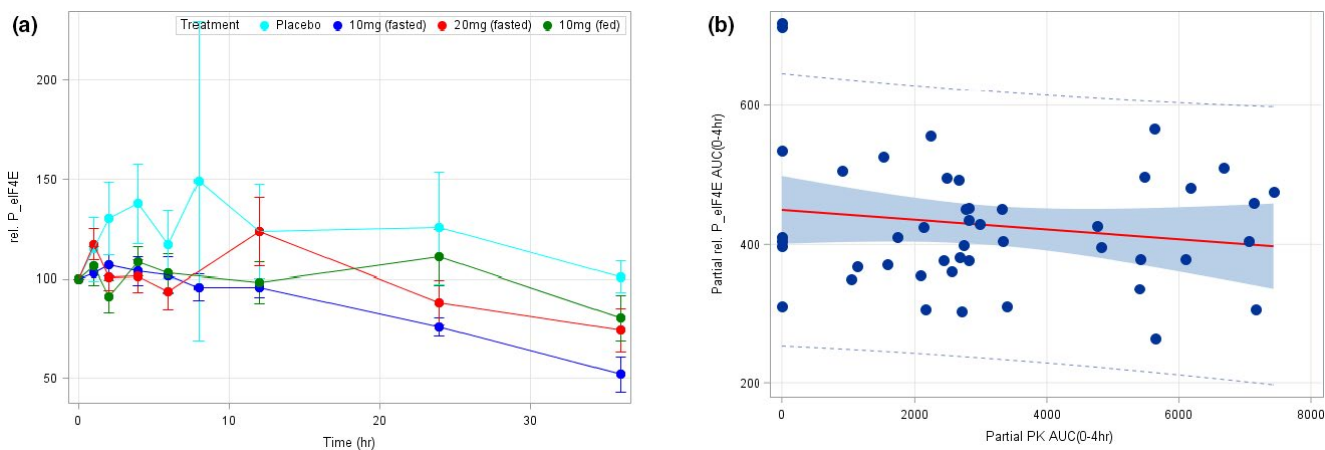 (a)
Treatment Placebo 10mg (fasted) 20mg (fasted) 10mg (fed)
rel. P_eIF4E
200
150
100
50
0 10 20 30
Time (hr)
(b)
Partial rel. P_eIF4E AUC(0-4hr)
600
400
200
0 2000 4000 6000 8000
Partial PK AUC(0-4hr)